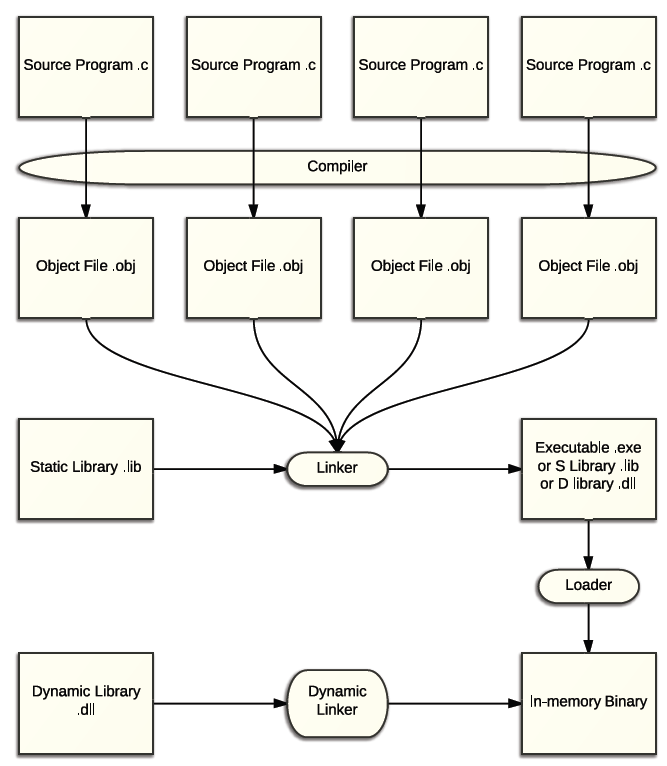 Source Program .c
Source Program .c
Source Program .c
Source Program .c
Compiler
Object File .obj
Object File .obj
Object File .obj
Object File .obj
Static Library .lib
Linker
Executable .exe
or S Library .lib
or D library .dll
Loader
Dynamic Library
.dll
Dynamic
Linker
In-memory Binary